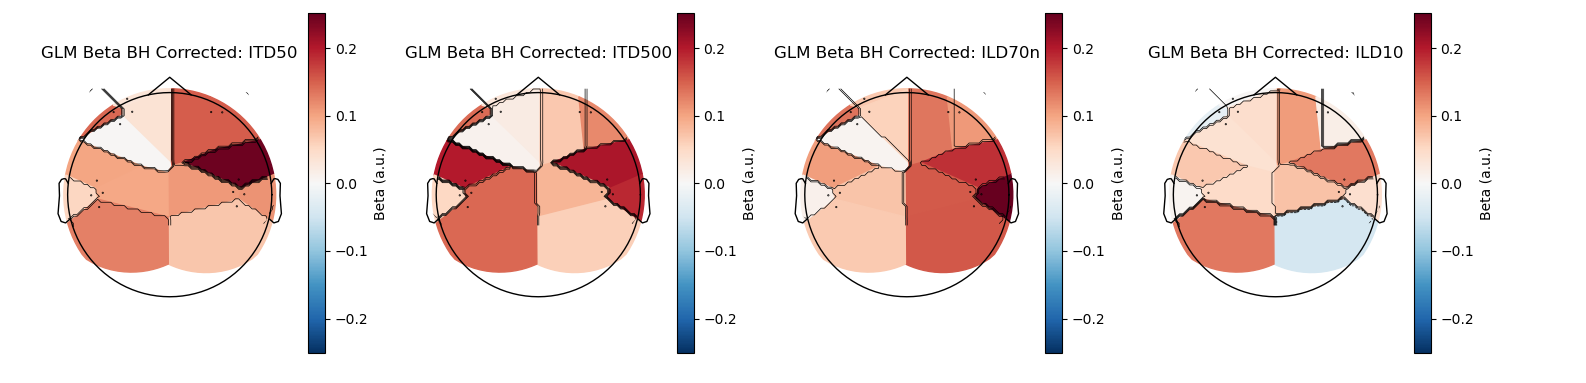 GLM Beta BH Corrected: ITD50
0.2
0.1
0.0
−0.1
−0.2
Beta (a.u.)
GLM Beta BH Corrected: ITD500
0.2
0.1
0.0
−0.1
−0.2
Beta (a.u.)
GLM Beta BH Corrected: ILD70n
0.2
0.1
0.0
−0.1
−0.2
Beta (a.u.)
GLM Beta BH Corrected: ILD10
0.2
0.1
0.0
−0.1
−0.2
Beta (a.u.)